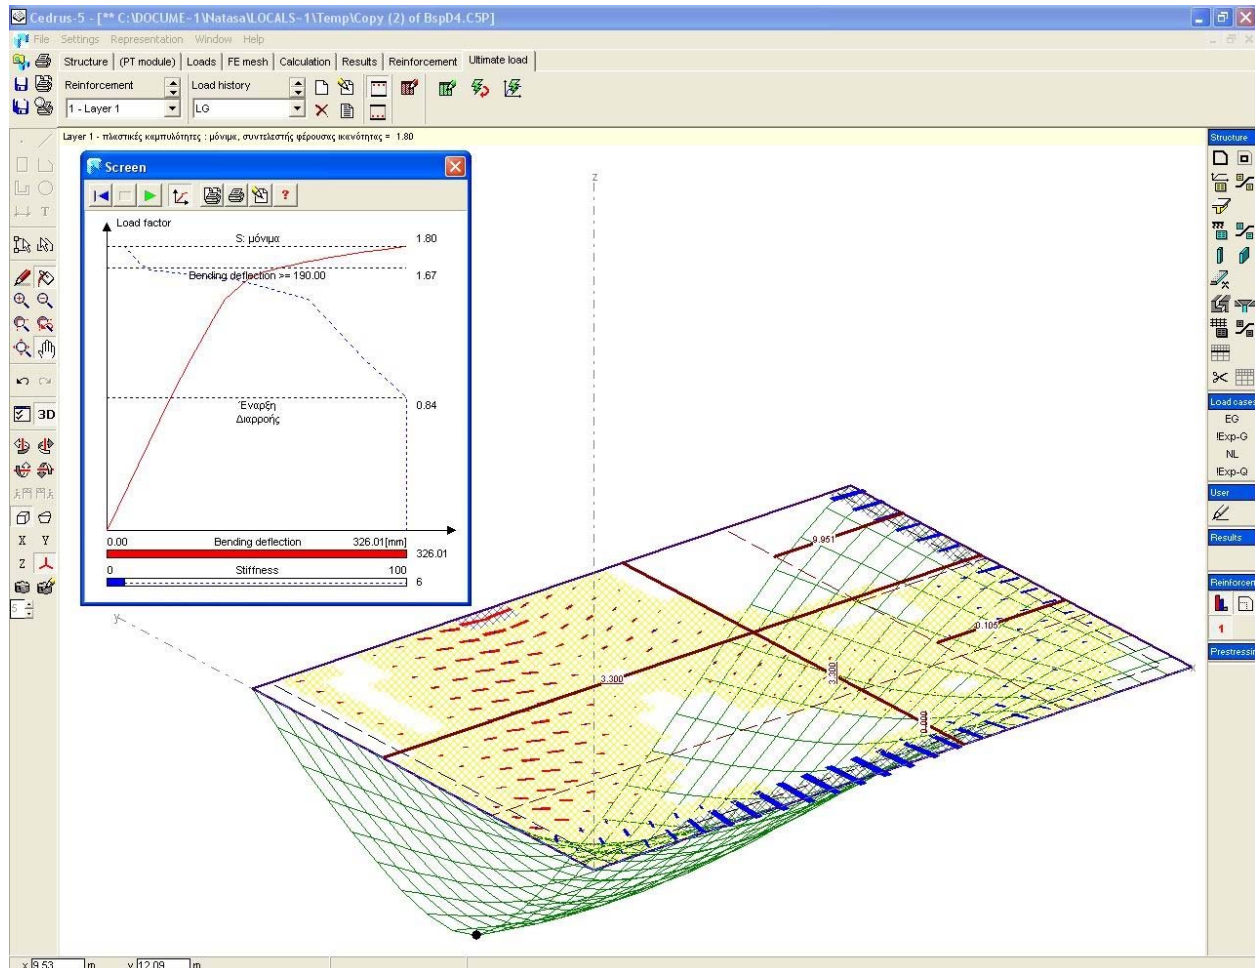 Cedrus-5 - [** C:\DOCUME~1\Natasa\LOCALS~1\Temp\Copy (2) of BspD4.C5P]
File Settings Representation Window Help
Structure (PT module) Loads FE mesh Calculation Results Reinforcement Ultimate load
Reinforcement Load history
1 - Layer 1 LG
Layer 1 - πλαστικές καμπυλότητες : μόνιμα, συντελεστής φέρουσας ικανότητας = 1.80
Screen
Load factor
S: μόνιμα 1.80
Bending deflection >= 190.00 1.67
Έναρξη 0.84
Διαρροής
0.00 Bending deflection 326.01[mm]
326.01
0 Stiffness 100
6
z
y
x
9.951
0.105
3.300
3.300
0.000
T
3D
X Y
Z
5
Structure
Load cases
EG
!Exp-G
NL
!Exp-Q
User
Results
Reinforcen
1
Prestressin
x 9.53 m y 12.09 m